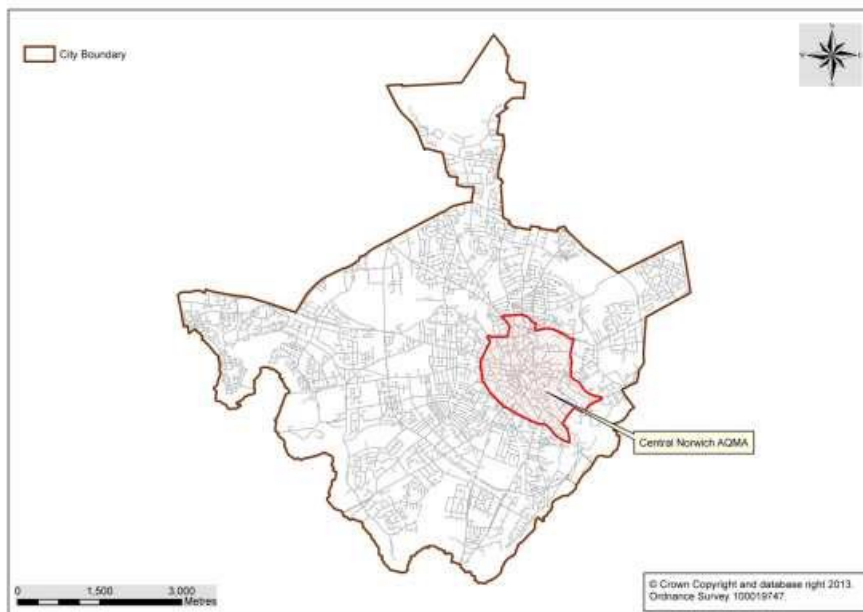 City Boundary
N
Central Norwich AQMA
0 1,500 3,000
Metres
© Crown Copyright and database right 2013.
Ordnance Survey 100019747.